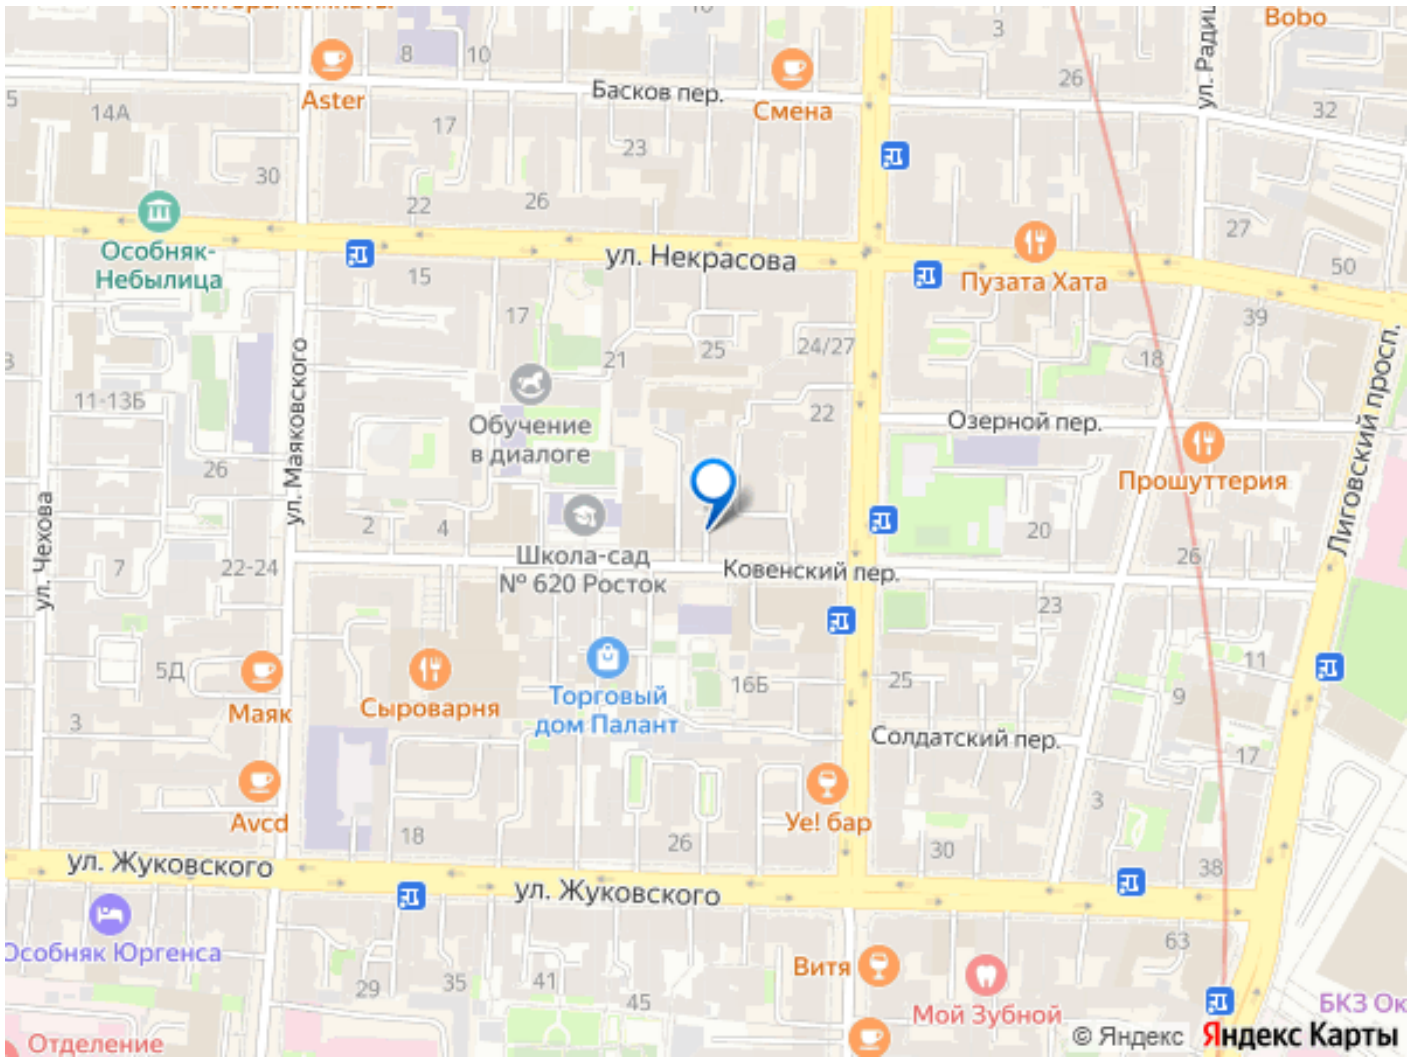 10
3
Bobo
8
10
26
ул. Радищ
Aster
Басков пер.
Смена
5
14А
17
32
23
30
22
26
27
Особняк-
Небылица
ул. Некрасова
Пузата Хата
50
15
17
21
25
24/27
39
18
Лиговский просп.
ул. Маяковского
11-13Б
Обучение
в диалоге
22
Озерной пер.
26
Прошуттерия
ул. Чехова
2
4
20
26
7
22-24
Школа-сад
№ 620 Росток
Ковенский пер.
23
5Д
11
Маяк
Сыроварня
Торговый
дом Палант
16Б
25
9
3
Солдатский пер.
17
Avcd
18
26
Уе! бар
30
3
38
ул. Жуковского
ул. Жуковского
Особняк Юргенса
29
35
41
45
Витя
63
Мой Зубной
БКЗ Ок
Отделение
© Яндекс Яндекс Карты